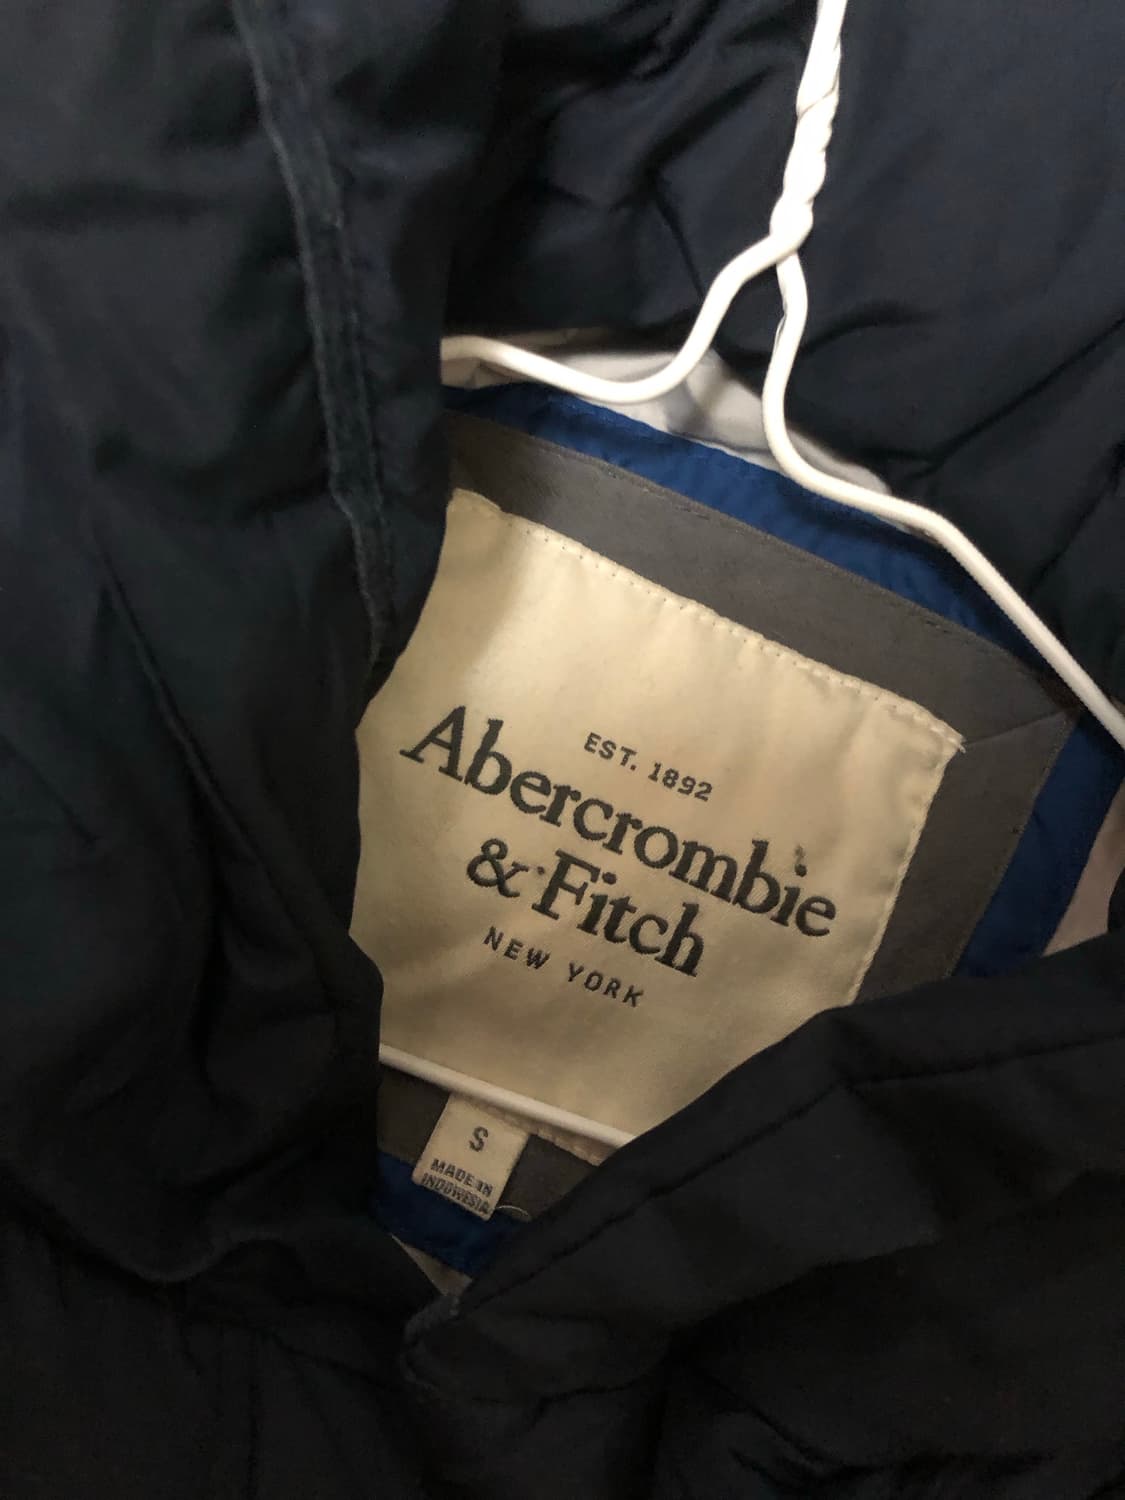 EST. 1892
Abercrombie
& Fitch
NEW YORK
S
MADE IN
INDONESIA